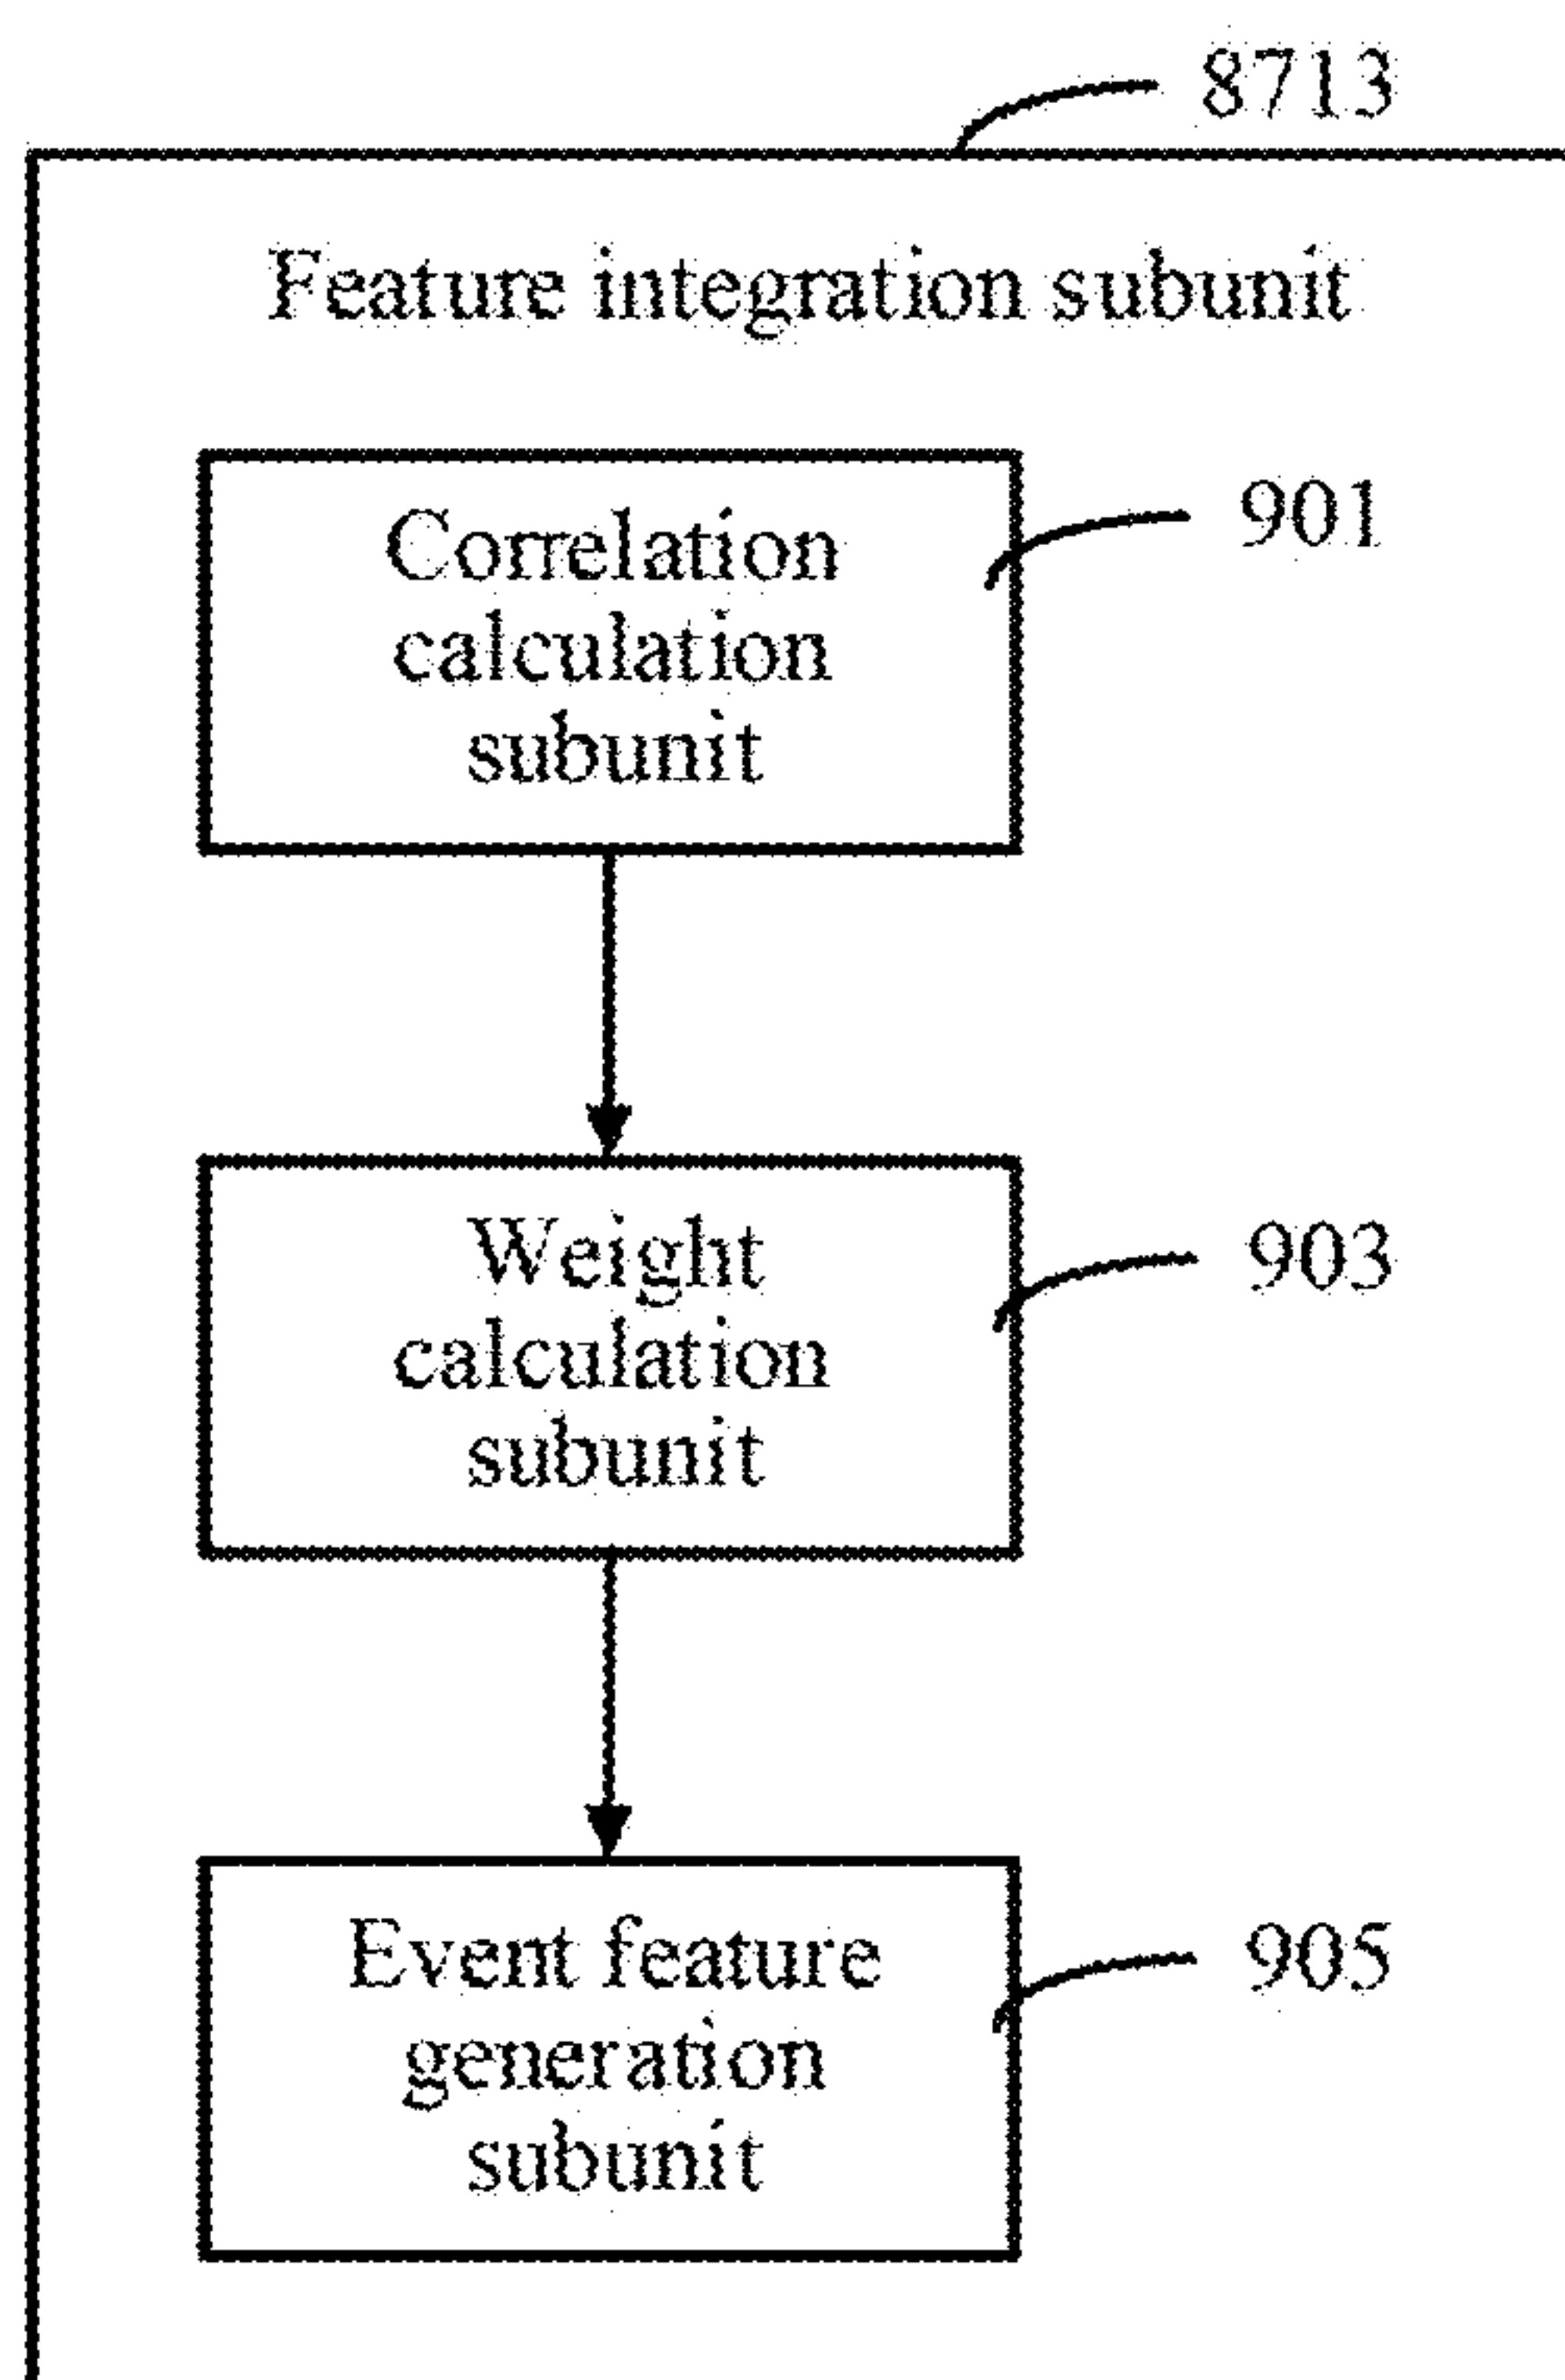 8713
Feature integration subunit
Correlation
calculation
subunit
901
Weight
calculation
subunit
903
Event feature
generation
subunit
905